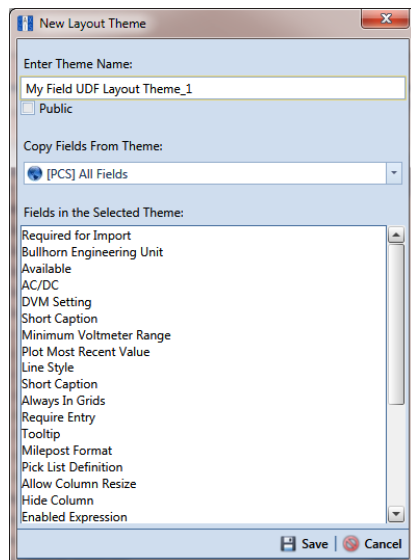 New Layout Theme
Enter Theme Name:
My Field UDF Layout Theme_1
Public
Copy Fields From Theme:
[PCS] All Fields
Fields in the Selected Theme:
Required for Import
Bullhorn Engineering Unit
Available
AC/DC
DVM Setting
Short Caption
Minimum Voltmeter Range
Plot Most Recent Value
Line Style
Short Caption
Always In Grids
Require Entry
Tooltip
Milepost Format
Pick List Definition
Allow Column Resize
Hide Column
Enabled Expression
Save | Cancel